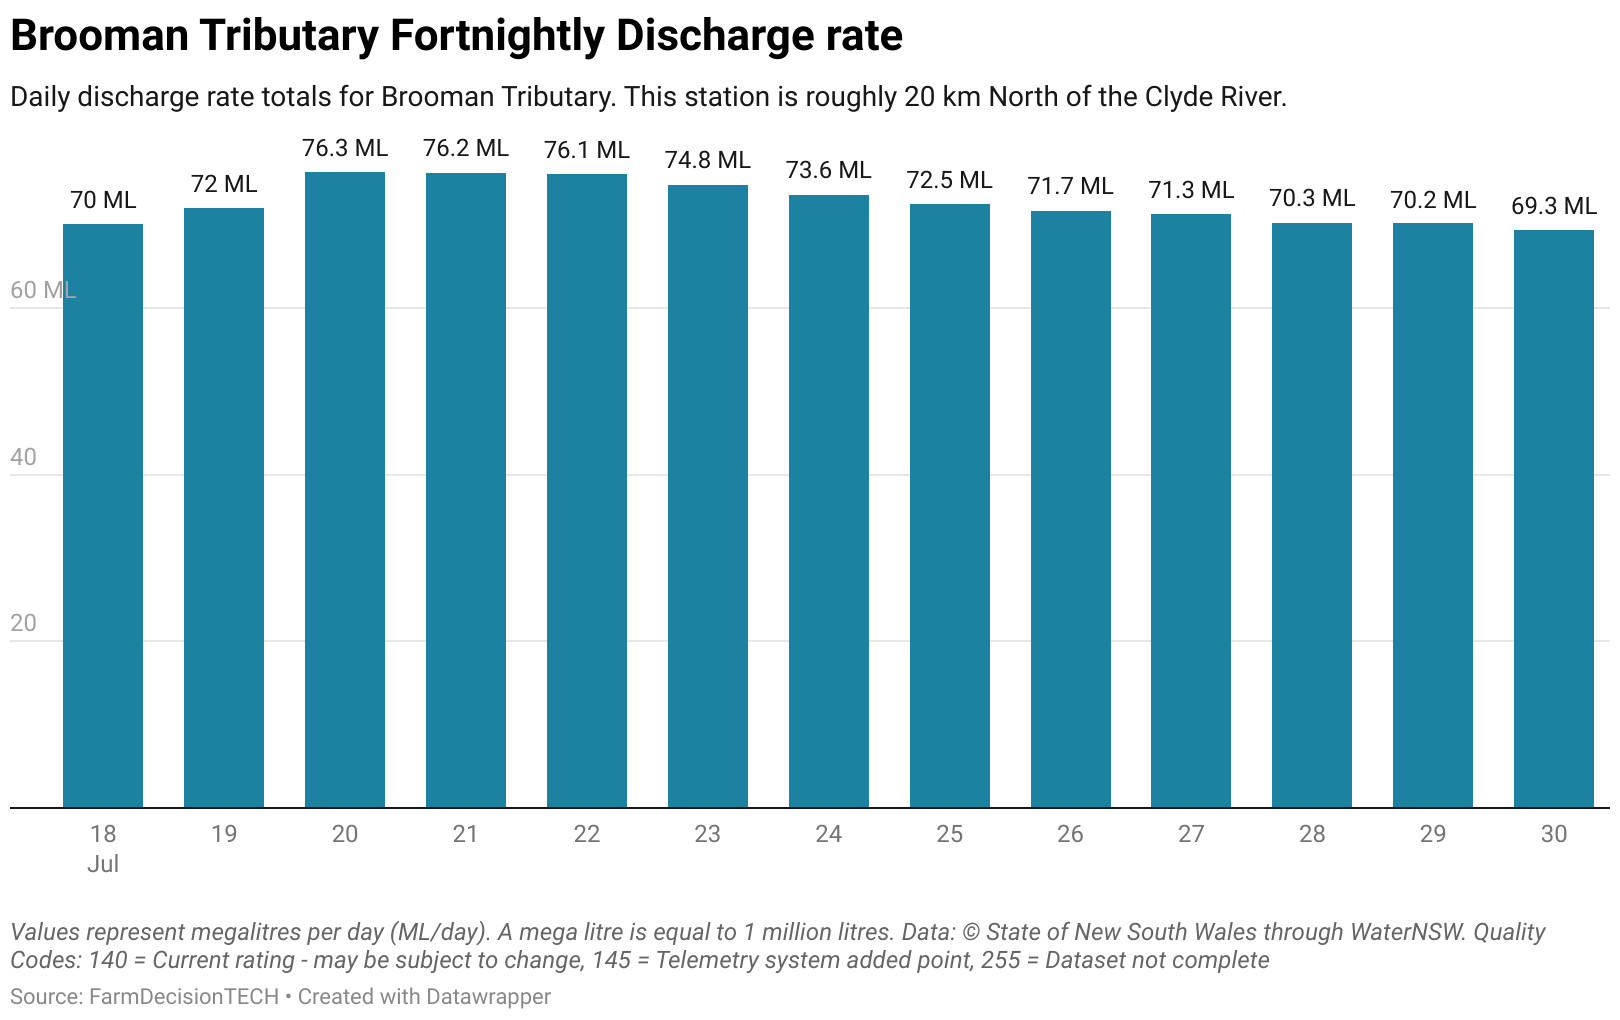 Brooman Tributary Fortnightly Discharge rate
Daily discharge rate totals for Brooman Tributary. This station is roughly 20 km North of the Clyde River.
70 ML 72 ML 76.3 ML 76.2 ML 76.1 ML 74.8 ML 73.6 ML 72.5 ML 71.7 ML 71.3 ML 70.3 ML 70.2 ML 69.3 ML
60 ML
40
20
18 19 20 21 22 23 24 25 26 27 28 29 30
Jul
Values represent megalitres per day (ML/day). A mega litre is equal to 1 million litres. Data: © State of New South Wales through WaterNSW. Quality
Codes: 140 = Current rating - may be subject to change, 145 = Telemetry system added point, 255 = Dataset not complete
Source: FarmDecisionTECH • Created with Datawrapper